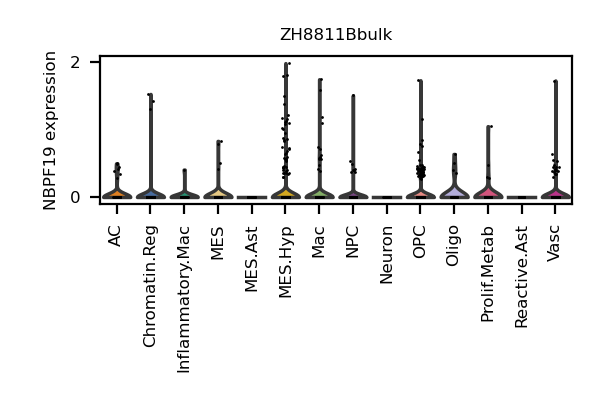 ZH8811Bbulk
NBPF19 expression
2
0
AC
Chromatin.Reg
Inflammatory.Mac
MES
MES.Ast
MES.Hyp
Mac
NPC
Neuron
OPC
Oligo
Prolif.Metab
Reactive.Ast
Vasc